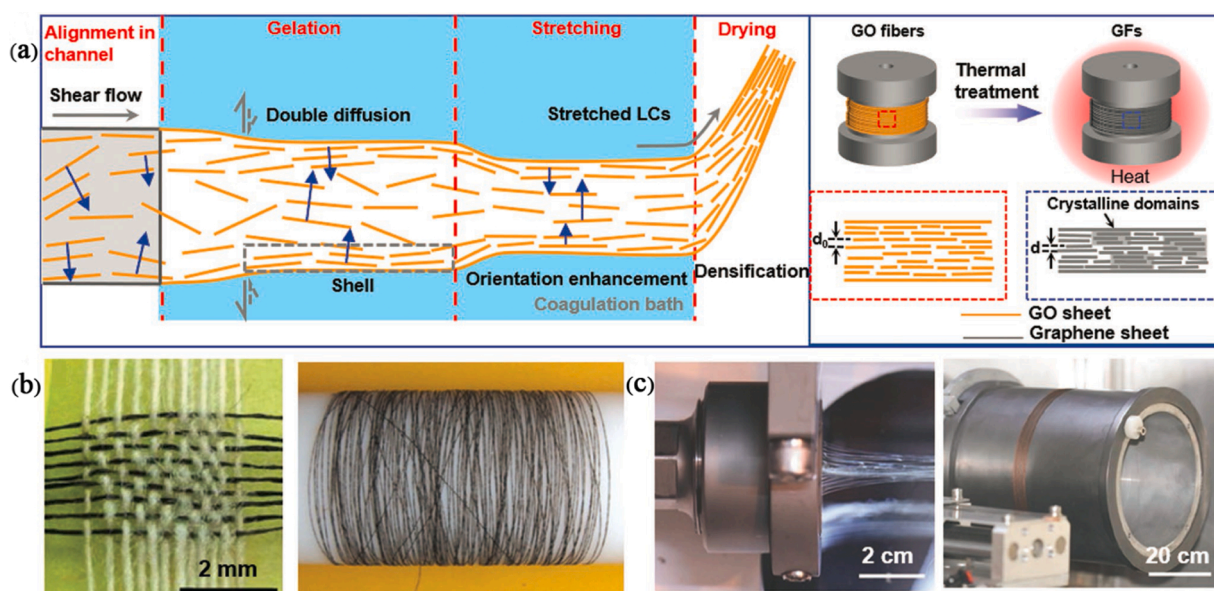 (a)
Alignment in
channel
Gelation
Stretching
Drying
Shear flow
Double diffusion
Stretched LCs
Shell
Orientation enhancement
Coagulation bath
Densification
GO fibers
GFs
Thermal
treatment
Heat
Crystalline domains
d₀
d
GO sheet
Graphene sheet
(b)
2 mm
(c)
2 cm
20 cm